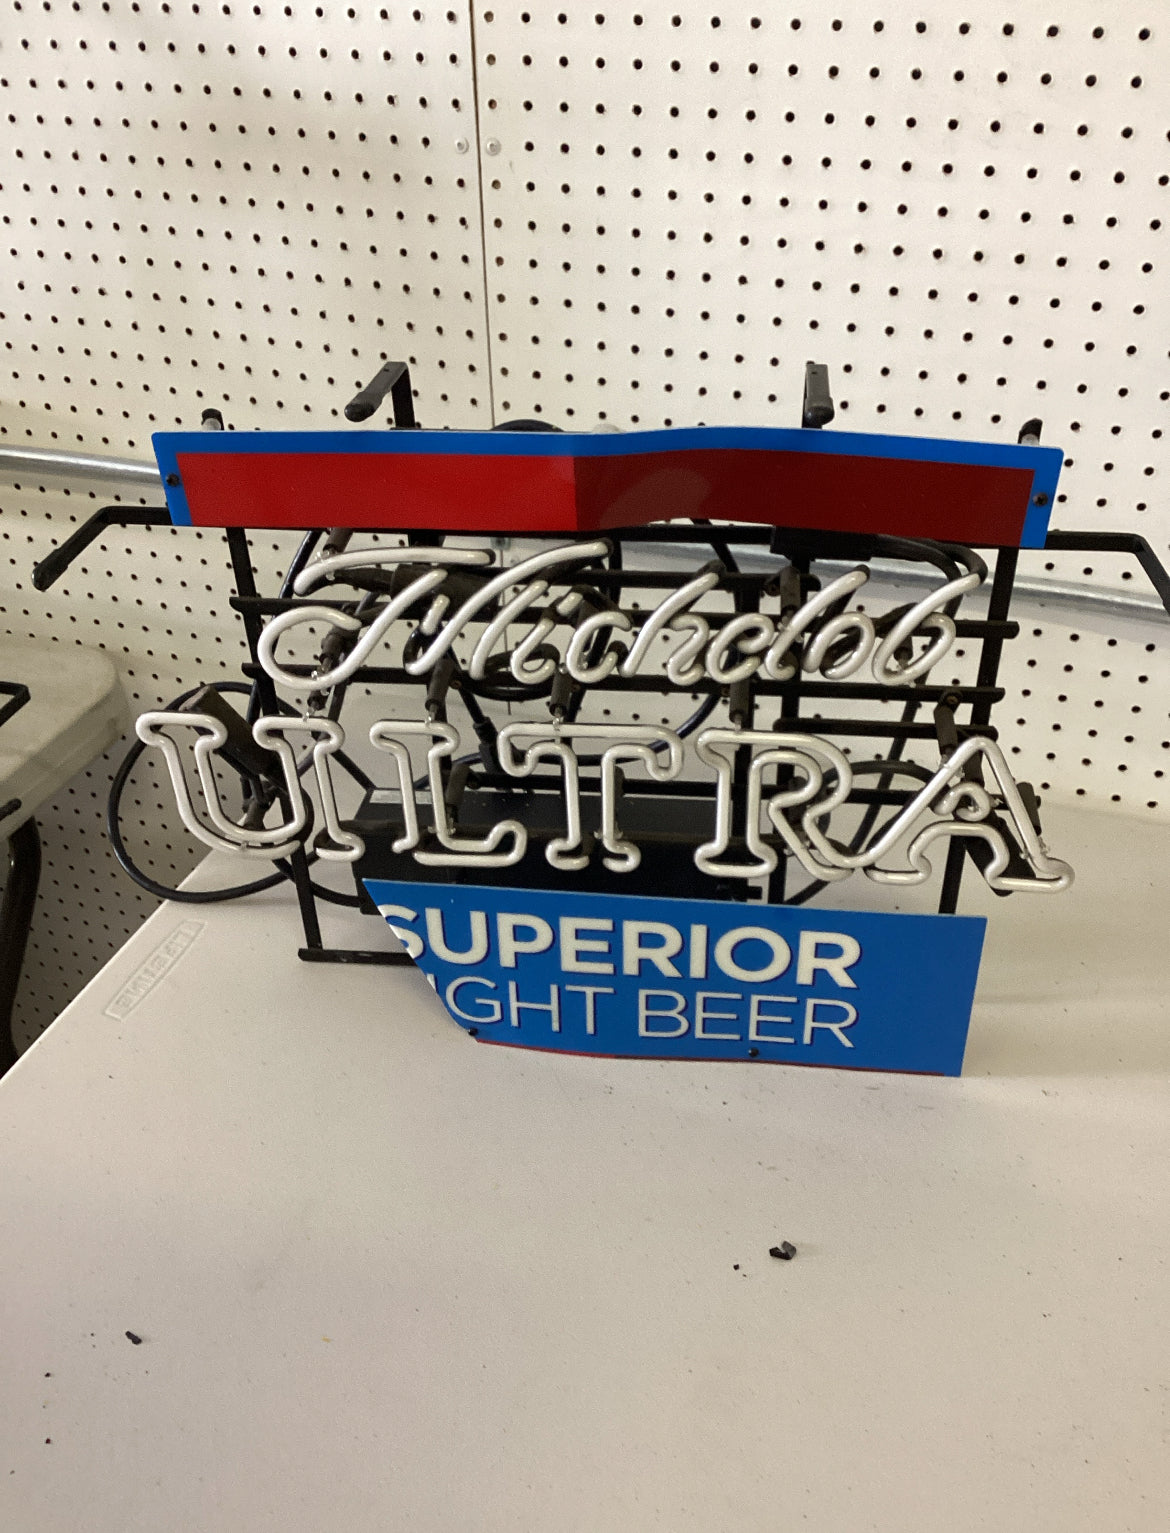 Michelob
ULTRA
SUPERIOR
IGHT BEER